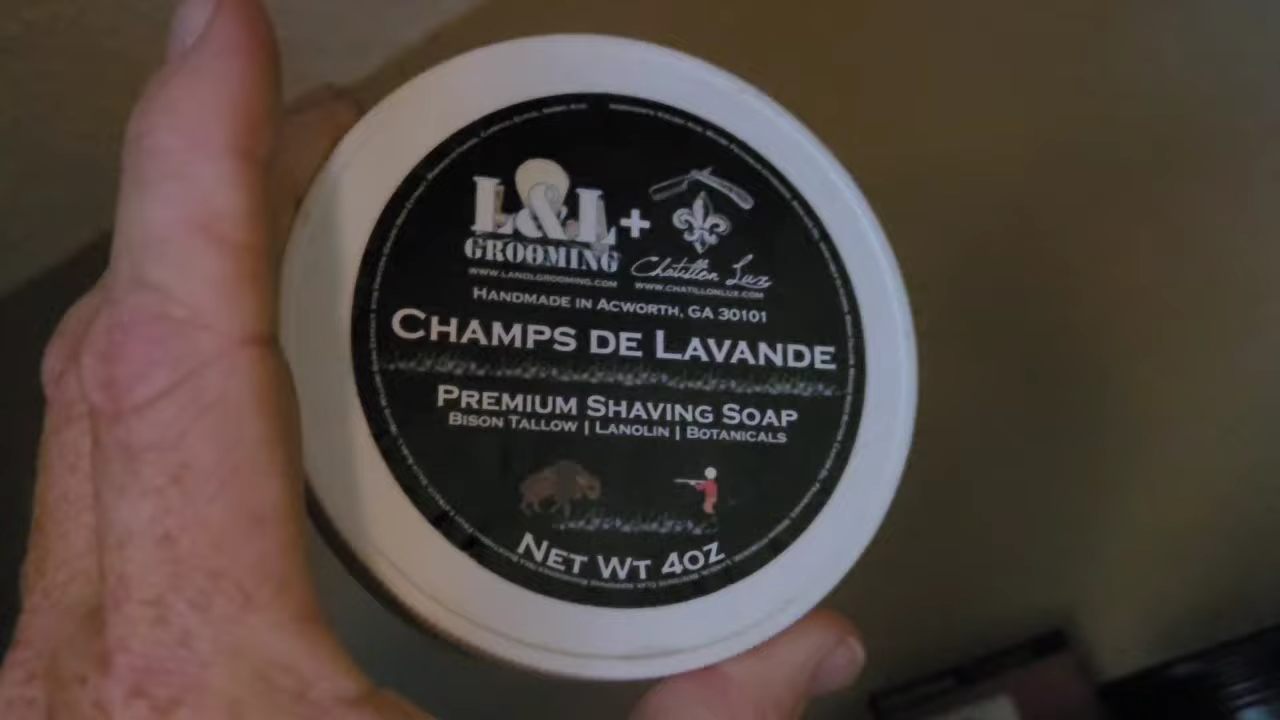 L&L
GROOMING
+
Chatillon Lux
WWW.LANDLGROOMING.COM
WWW.CHATILLONLUX.COM
HANDMADE IN ACWORTH, GA 30101
CHAMPS DE LAVANDE
PREMIUM SHAVING SOAP
BISON TALLOW | LANOLIN | BOTANICALS
NET WT 4OZ